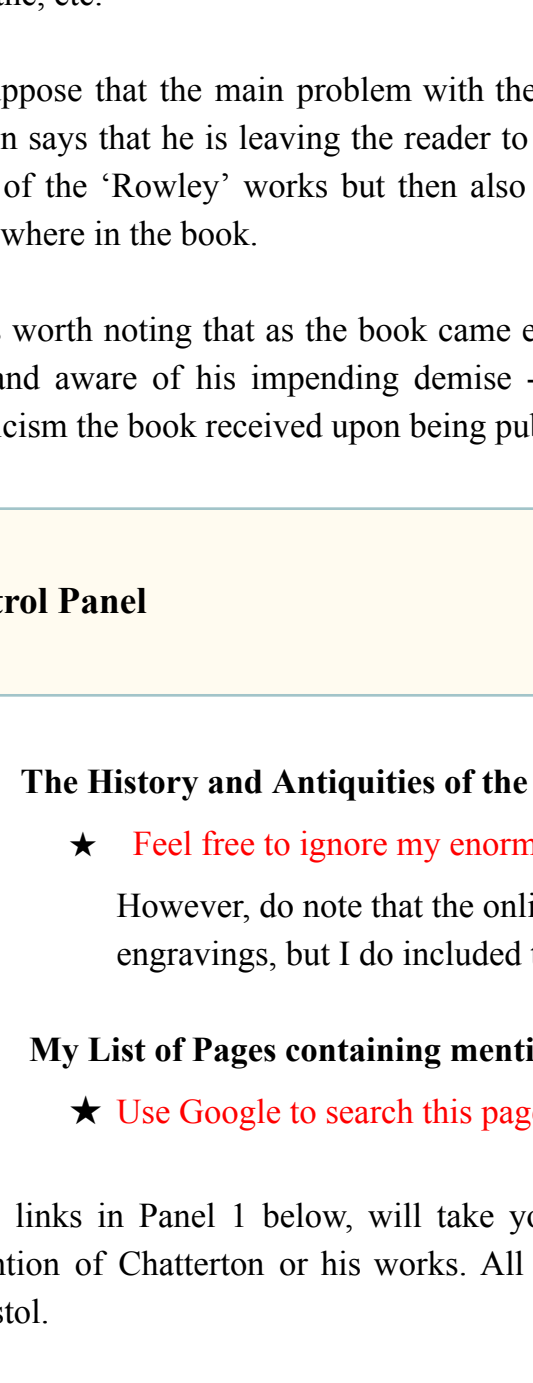 ppose that the main problem with the
n says that he is leaving the reader to
of the ‘Rowley’ works but then also
where in the book.
worth noting that as the book came e
and aware of his impending demise -
icism the book received upon being pub
trol Panel
The History and Antiquities of the
★ Feel free to ignore my enorm
However, do note that the onli
engravings, but I do included t
My List of Pages containing menti
★ Use Google to search this page
links in Panel 1 below, will take yo
ntion of Chatterton or his works. All
stol.